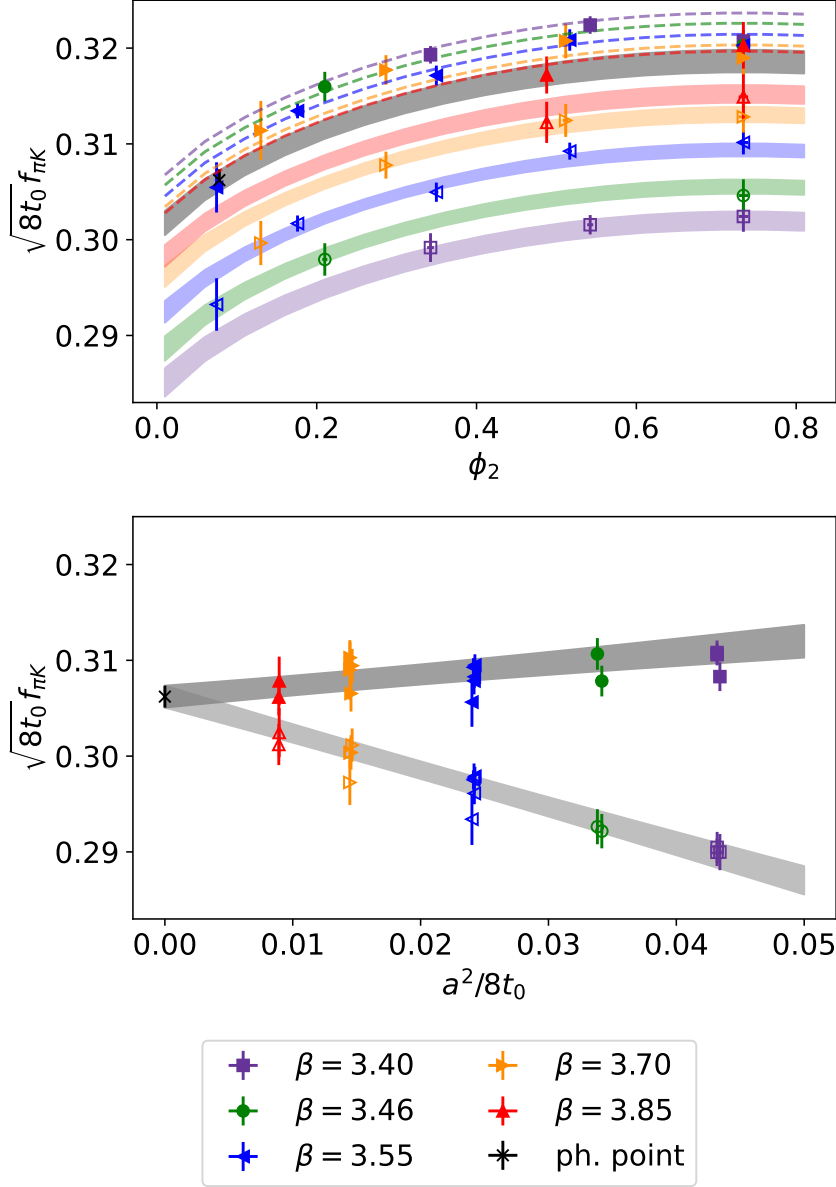 0.32
0.31
0.30
0.29
√8t₀ f_πK
0.0 0.2 0.4 0.6 0.8
ϕ₂
0.32
0.31
0.30
0.29
√8t₀ f_πK
0.00 0.01 0.02 0.03 0.04 0.05
a²/8t₀
β = 3.40 β = 3.70
β = 3.46 β = 3.85
β = 3.55 ph. point